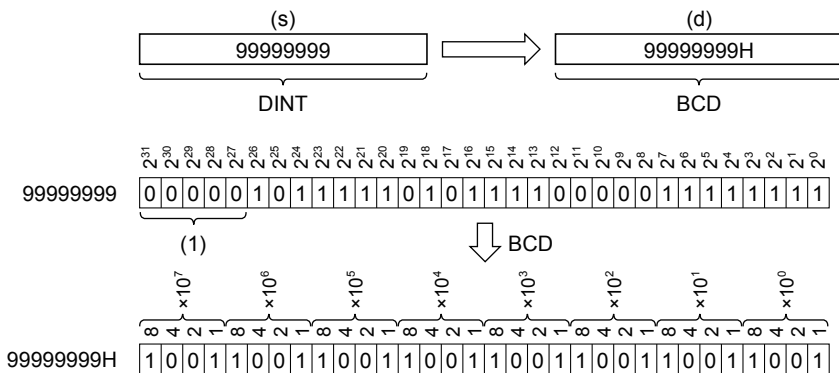 (s) (d)
99999999 99999999H
DINT BCD
2³¹ 2³⁰ 2²⁹ 2²⁸ 2²⁷ 2²⁶ 2²⁵ 2²⁴ 2²³ 2²² 2²¹ 2²⁰ 2¹⁹ 2¹⁸ 2¹⁷ 2¹⁶ 2¹⁵ 2¹⁴ 2¹³ 2¹² 2¹¹ 2¹⁰ 2⁹ 2⁸ 2⁷ 2⁶ 2⁵ 2⁴ 2³ 2² 2¹ 2⁰
99999999 0 0 0 0 0 1 0 1 1 1 1 1 0 1 0 1 1 1 1 0 0 0 0 0 1 1 1 1 1 1 1 1
(1) BCD
×10⁷ ×10⁶ ×10⁵ ×10⁴ ×10³ ×10² ×10¹ ×10⁰
8 4 2 1 8 4 2 1 8 4 2 1 8 4 2 1 8 4 2 1 8 4 2 1 8 4 2 1 8 4 2 1
99999999H 1 0 0 1 1 0 0 1 1 0 0 1 1 0 0 1 1 0 0 1 1 0 0 1 1 0 0 1 1 0 0 1